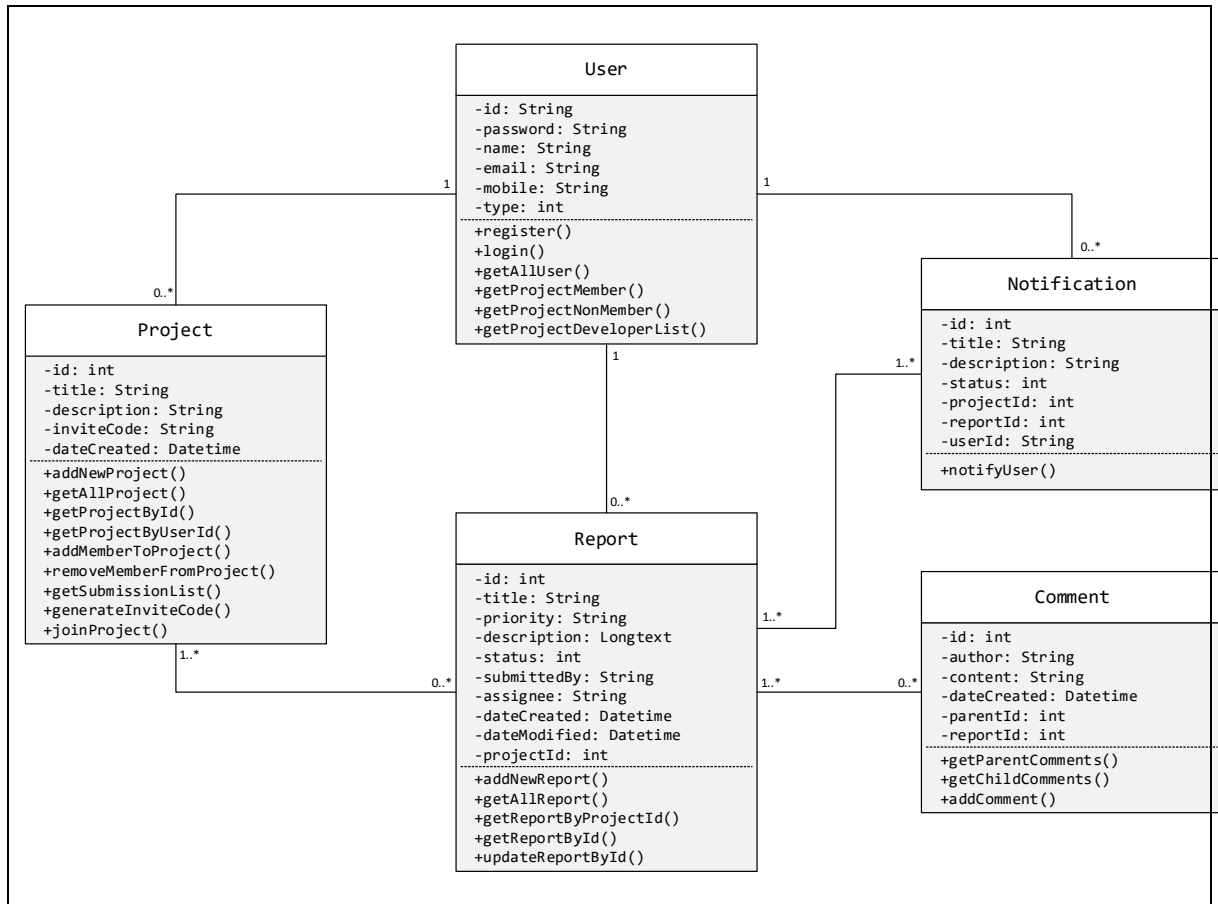 User
-id: String
-password: String
-name: String
-email: String
-mobile: String
-type: int
+register()
+login()
+getAllUser()
+getProjectMember()
+getProjectNonMember()
+getProjectDeveloperList()
1
1
1
0..*
0..*
0..*
Project
-id: int
-title: String
-description: String
-inviteCode: String
-dateCreated: Datetime
+addNewProject()
+getAllProject()
+getProjectById()
+getProjectByUserId()
+addMemberToProject()
+removeMemberFromProject()
+getSubmissionList()
+generateInviteCode()
+joinProject()
1..*
0..*
Notification
-id: int
-title: String
-description: String
-status: int
-projectId: int
-reportId: int
-userId: String
+notifyUser()
1..*
1..*
Report
-id: int
-title: String
-priority: String
-description: Longtext
-status: int
-submittedBy: String
-assignee: String
-dateCreated: Datetime
-dateModified: Datetime
-projectId: int
+addNewReport()
+getAllReport()
+getReportByProjectId()
+getReportById()
+updateReportById()
1..*
0..*
Comment
-id: int
-author: String
-content: String
-dateCreated: Datetime
-parentId: int
-reportId: int
+getParentComments()
+getChildComments()
+addComment()